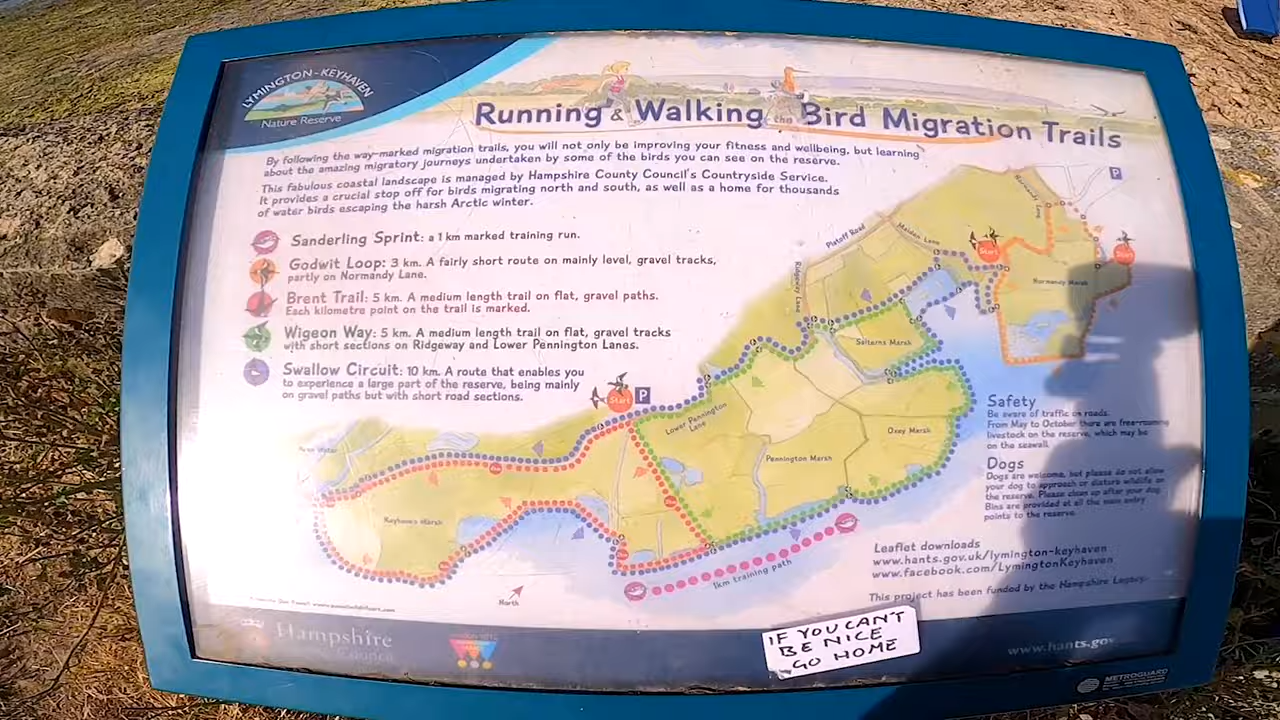 LYMINGTON-KEYHAVEN
Nature Reserve
Running & Walking the Bird Migration Trails
By following the way-marked migration trails, you will not only be improving your fitness and wellbeing, but learning
about the amazing migratory journeys undertaken by some of the birds you can see on the reserve.
This fabulous coastal landscape is managed by Hampshire County Council's Countryside Service.
It provides a crucial stop off for birds migrating north and south, as well as a home for thousands
of water birds escaping the harsh Arctic winter.
Sanderling Sprint: a 1 km marked training run.
Godwit Loop: 3 km. A fairly short route on mainly level, gravel tracks,
partly on Normandy Lane.
Brent Trail: 5 km. A medium length trail on flat, gravel paths.
Each kilometre point on the trail is marked.
Wigeon Way: 5 km. A medium length trail on flat, gravel tracks
with short sections on Ridgeway and Lower Pennington Lanes.
Swallow Circuit: 10 km. A route that enables you
to experience a large part of the reserve, being mainly
on gravel paths but with short road sections.
P
Normandy Lane
Platoff Road
Maiden Lane
Ridgeway Lane
Start
Start
Normandy Marsh
Salterns Marsh
Start
P
Lower Pennington
Lane
Oxey Marsh
Pennington Marsh
Avon Water
Keyhaven Marsh
1km training path
North
Safety
Be aware of traffic on roads.
From May to October there are free-roaming
livestock on the reserve, which may be
on the seawall.
Dogs
Dogs are welcome, but please do not allow
your dog to approach or disturb wildlife on
the reserve. Please clean up after your dog.
Bins are provided at all the main entry
points to the reserve.
Leaflet downloads
www.hants.gov.uk/lymington-keyhaven
www.facebook.com/LymingtonKeyhaven
This project has been funded by the Hampshire Legacy.
Hampshire
County Council
IF YOU CAN'T
BE NICE
GO HOME
www.hants.gov
METROGUARD